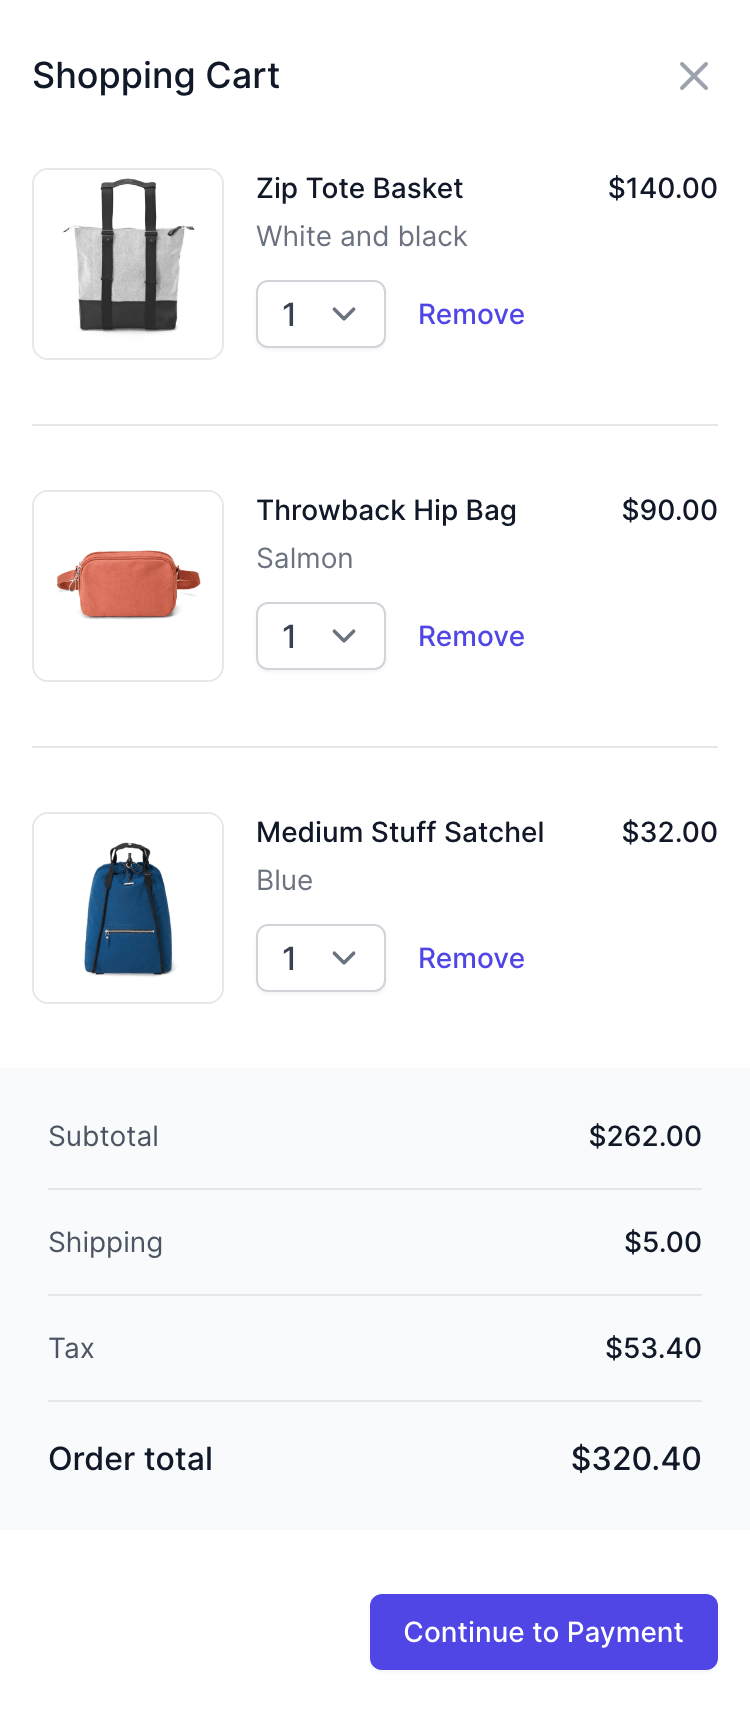 Shopping Cart
Zip Tote Basket $140.00
White and black
1 Remove
Throwback Hip Bag $90.00
Salmon
1 Remove
Medium Stuff Satchel $32.00
Blue
1 Remove
Subtotal $262.00
Shipping $5.00
Tax $53.40
Order total $320.40
Continue to Payment